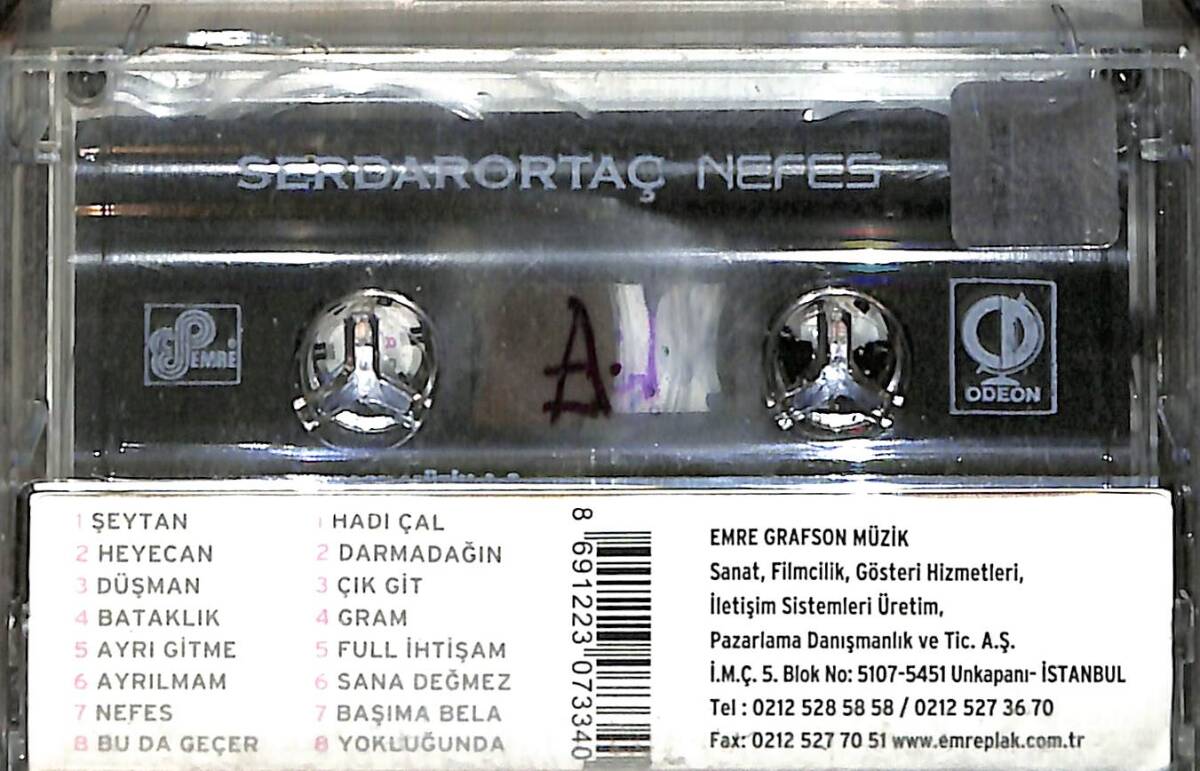 SERDARORTAÇ NEFES
EMRE
A.
ODEON
1 ŞEYTAN
2 HEYECAN
3 DÜŞMAN
4 BATAKLIK
5 AYRI GİTME
6 AYRILMAM
7 NEFES
8 BU DA GEÇER
1 HADI ÇAL
2 DARMADAĞIN
3 ÇIK GİT
4 GRAM
5 FULL İHTİŞAM
6 SANA DEĞMEZ
7 BAŞIMA BELA
8 YOKLUĞUNDA
8 691223 073340
EMRE GRAFSON MÜZİK
Sanat, Filmcilik, Gösteri Hizmetleri,
İletişim Sistemleri Üretim,
Pazarlama Danışmanlık ve Tic. A.Ş.
İ.M.Ç. 5. Blok No: 5107-5451 Unkapanı- İSTANBUL
Tel : 0212 528 58 58 / 0212 527 36 70
Fax: 0212 527 70 51 www.emreplak.com.tr